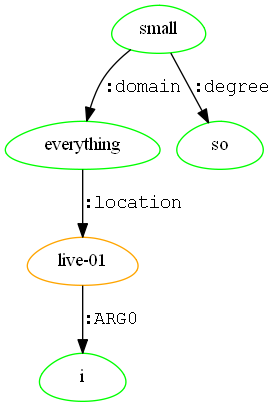 small
:domain :degree
everything so
:location
live-01
:ARG0
i